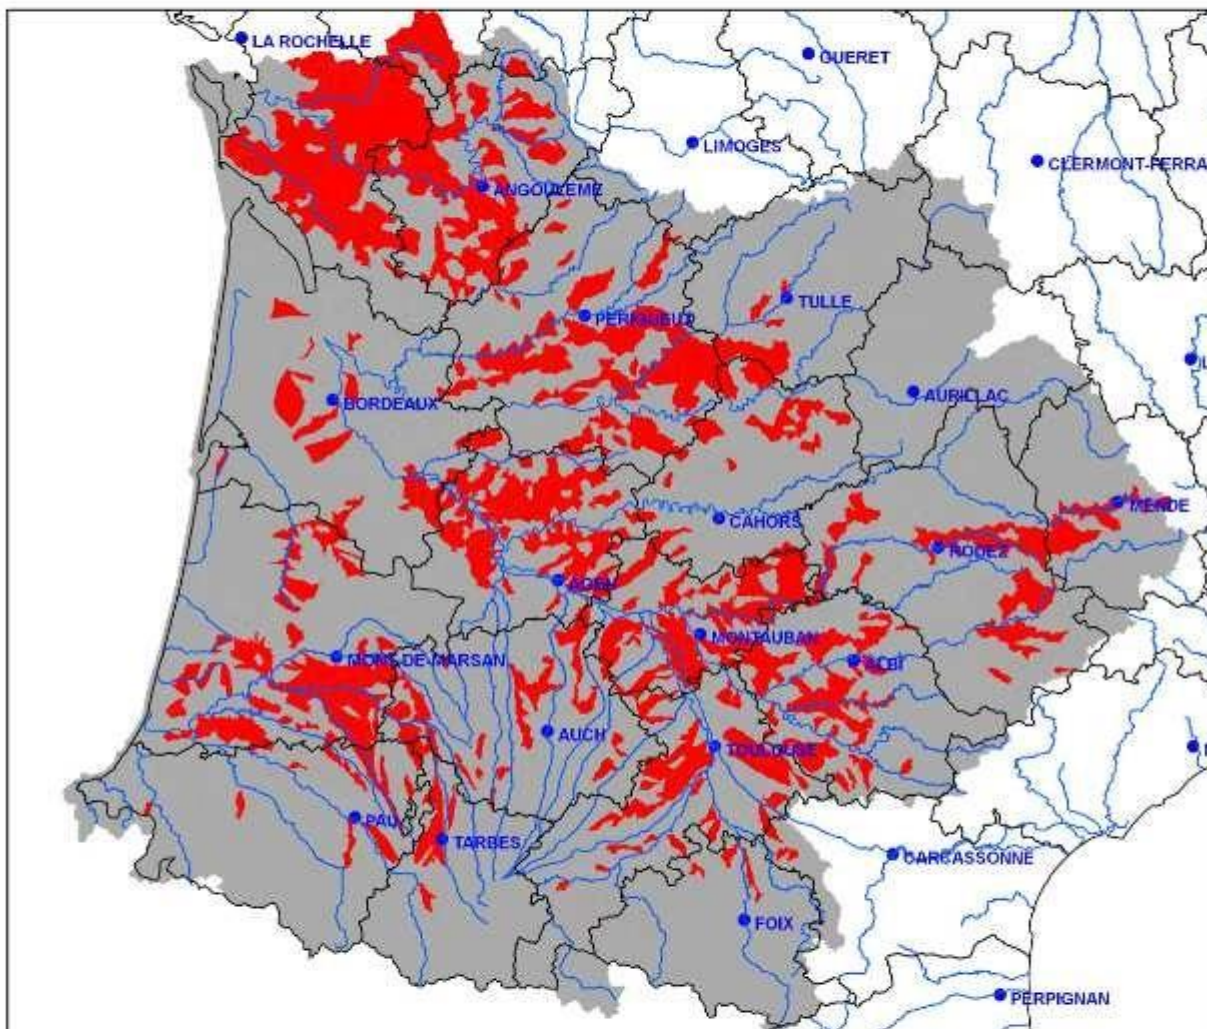 LA ROCHELLE
GUERET
LIMOGES
CLERMONT-FERRA
ANGOULEME
TULLE
PERIGUEUX
BORDEAUX
AURILLAC
MENDE
CAHORS
RODEZ
AGEN
MONTAUBAN
MONT-DE-MARSAN
ALBI
AUCH
TOULOUSE
PAU
TARBES
CARCASSONNE
FOIX
PERPIGNAN